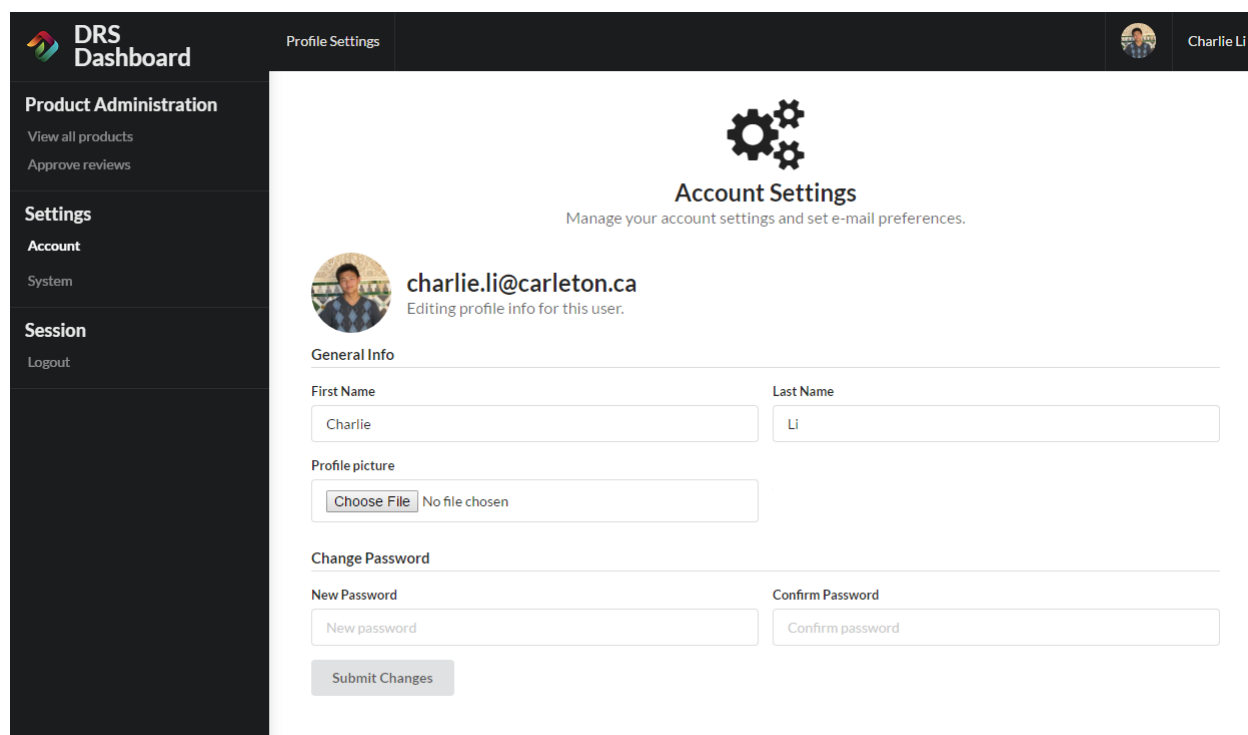 DRS
Dashboard
Profile Settings
Charlie Li
Product Administration
View all products
Approve reviews
Settings
Account
System
Session
Logout
Account Settings
Manage your account settings and set e-mail preferences.
charlie.li@carleton.ca
Editing profile info for this user.
General Info
First Name
Last Name
Charlie
Li
Profile picture
Choose File No file chosen
Change Password
New Password
Confirm Password
New password
Confirm password
Submit Changes